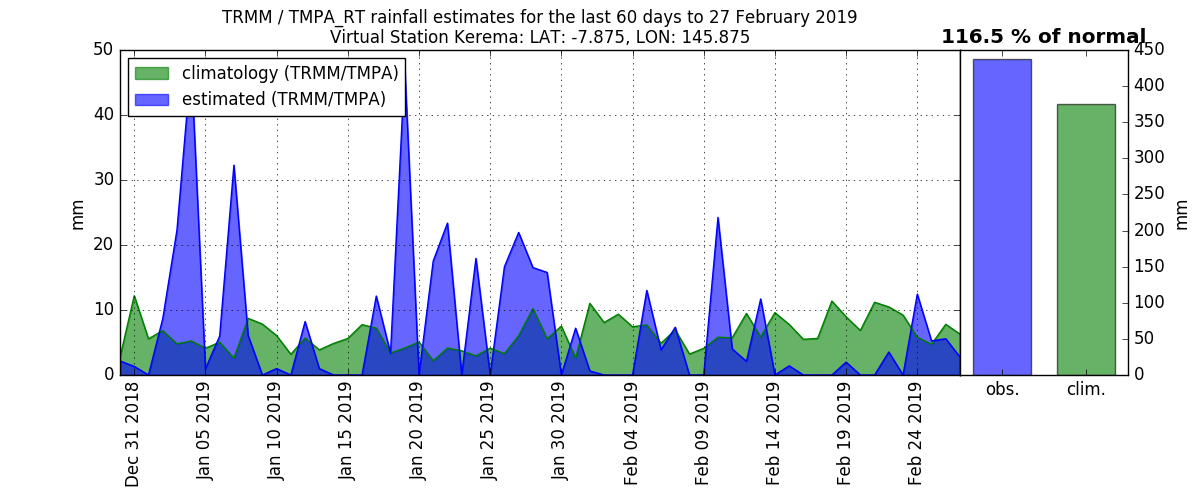 TRMM / TMPA_RT rainfall estimates for the last 60 days to 27 February 2019
Virtual Station Kerema: LAT: -7.875, LON: 145.875
116.5 % of normal
climatology (TRMM/TMPA)
estimated (TRMM/TMPA)
50
40
30
20
10
0
mm
450
400
350
300
250
200
150
100
50
0
mm
Dec 31 2018
Jan 05 2019
Jan 10 2019
Jan 15 2019
Jan 20 2019
Jan 25 2019
Jan 30 2019
Feb 04 2019
Feb 09 2019
Feb 14 2019
Feb 19 2019
Feb 24 2019
obs.
clim.